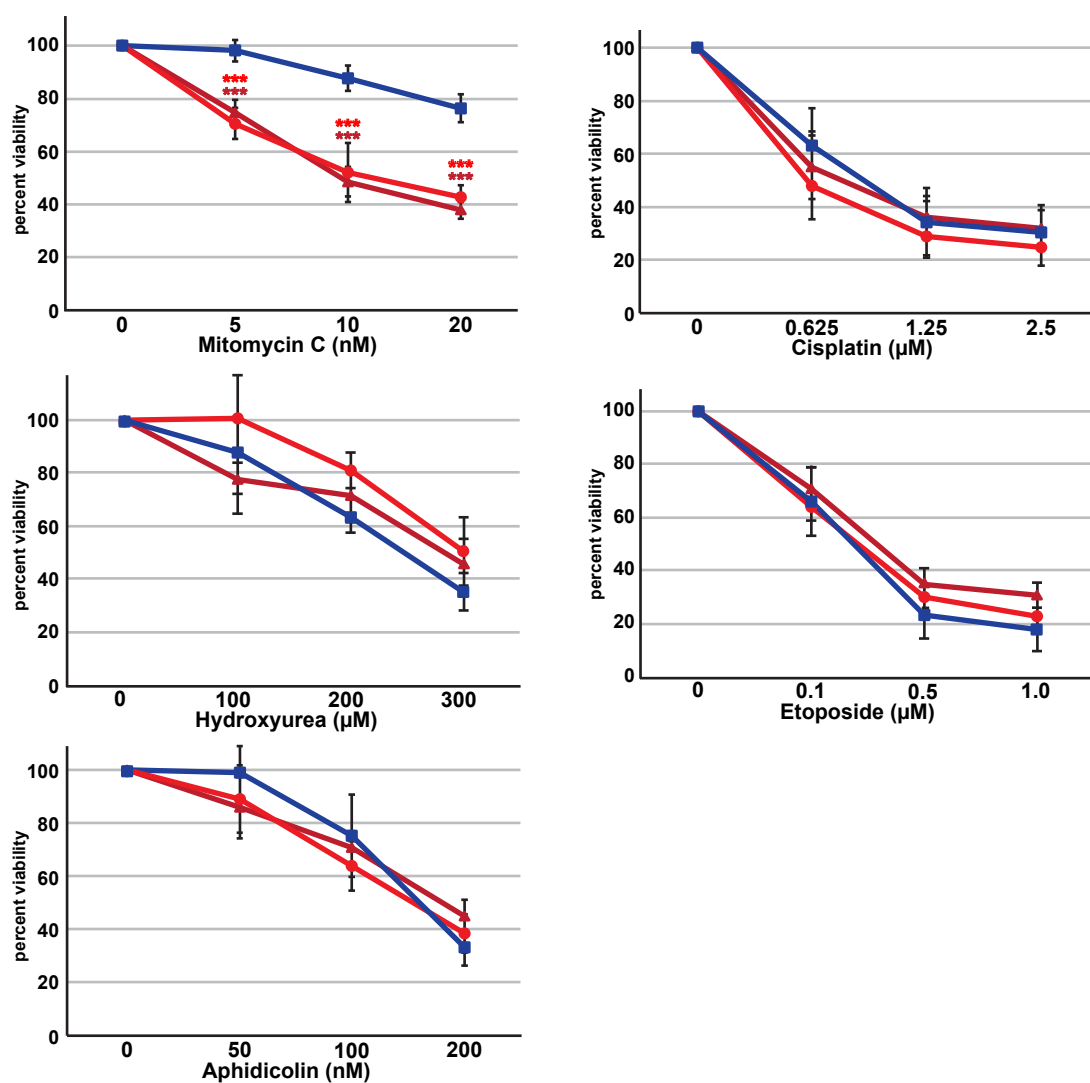 percent viability
100
80
60
40
20
0
***
***
***
***
***
***
0 5 10 20
Mitomycin C (nM)
percent viability
100
80
60
40
20
0
0 0.625 1.25 2.5
Cisplatin (µM)
percent viability
100
80
60
40
20
0
0 100 200 300
Hydroxyurea (µM)
percent viability
100
80
60
40
20
0
0 0.1 0.5 1.0
Etoposide (µM)
percent viability
100
80
60
40
20
0
0 50 100 200
Aphidicolin (nM)